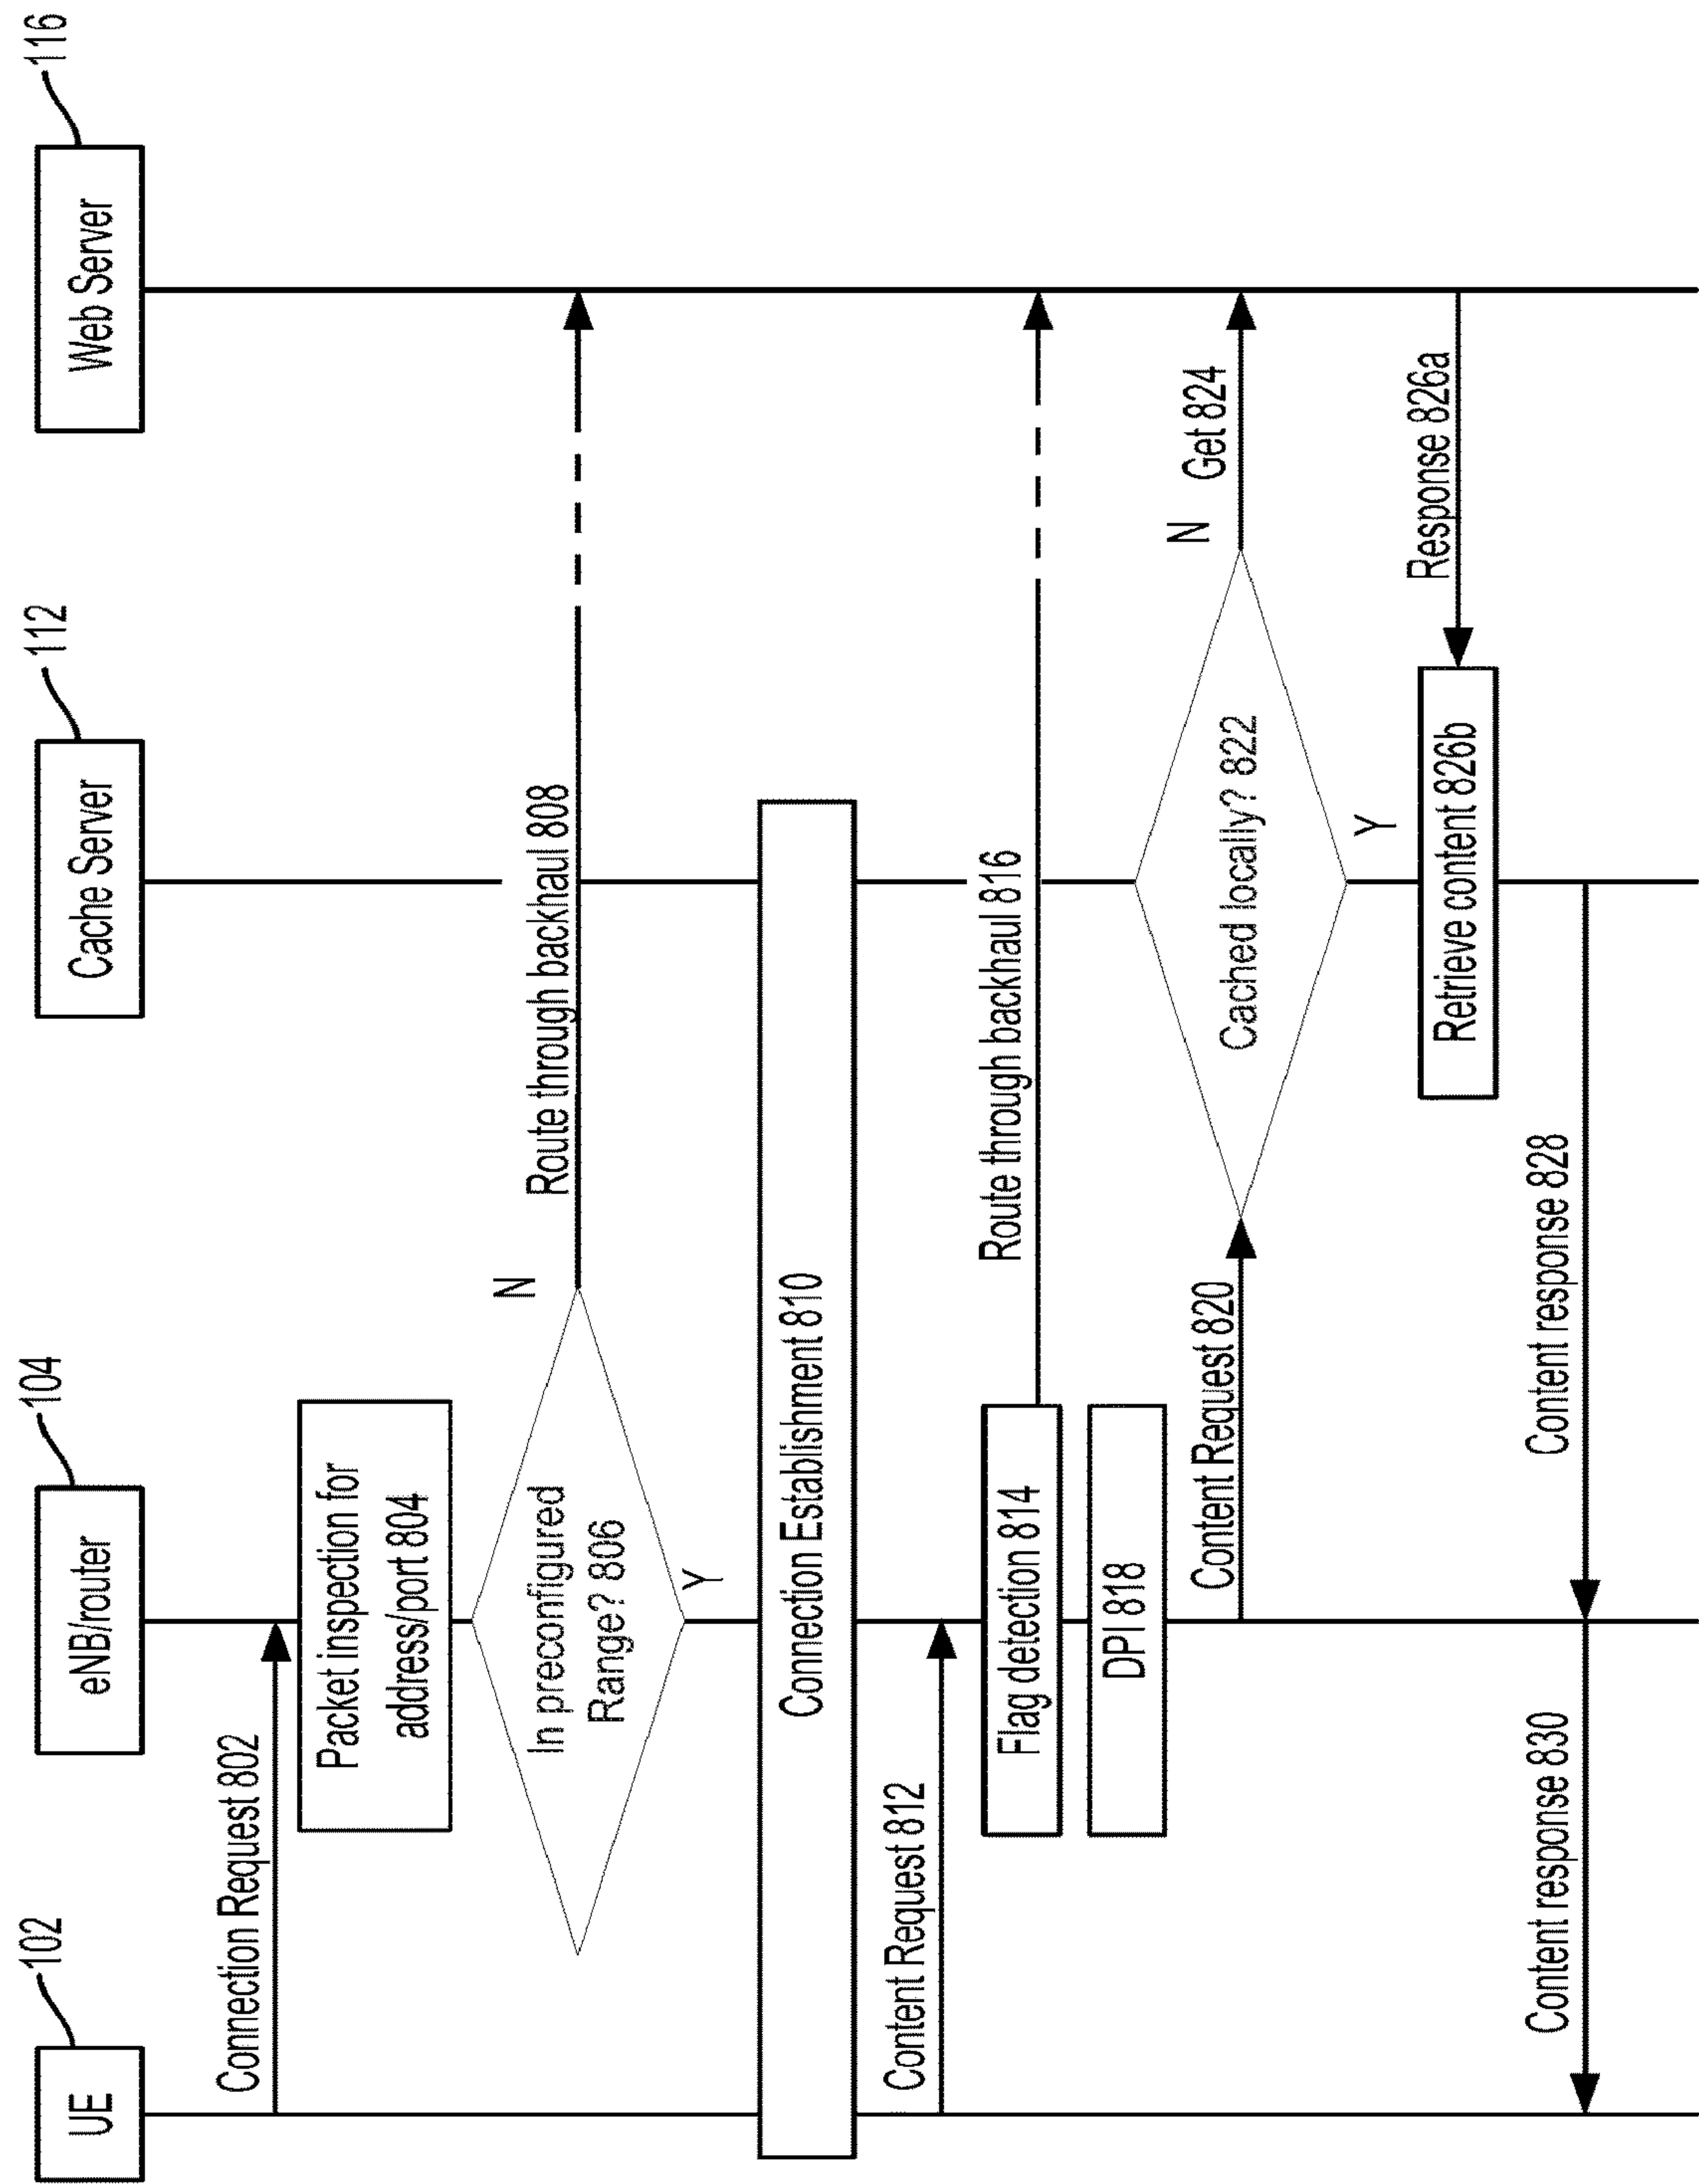 UE
102
eNB/router
104
Cache Server
112
Web Server
116
Connection Request 802
Packet inspection for
address/port 804
In preconfigured
Range? 806
N
Route through backhaul 808
Y
Connection Establishment 810
Content Request 812
Flag detection 814
Route through backhaul 816
DPI 818
Content Request 820
Cached locally? 822
N
Get 824
Y
Response 826a
Retrieve content 826b
Content response 828
Content response 830